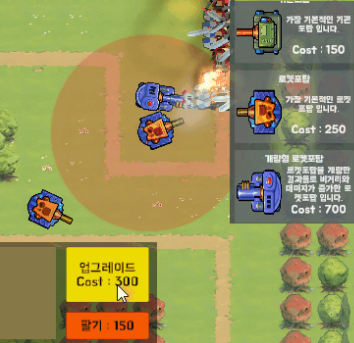 가장 기본적인 기관
포탑 입니다.
Cost : 150
로켓포탑
가장 기본적인 로켓
포탑 입니다.
Cost : 250
개량형 로켓포탑
로켓포탑을 개량한
결과물로 비거리와
데미지가 증가한 로
켓포탑 입니다.
Cost : 700
업그레이드
Cost : 300
팔기 : 150